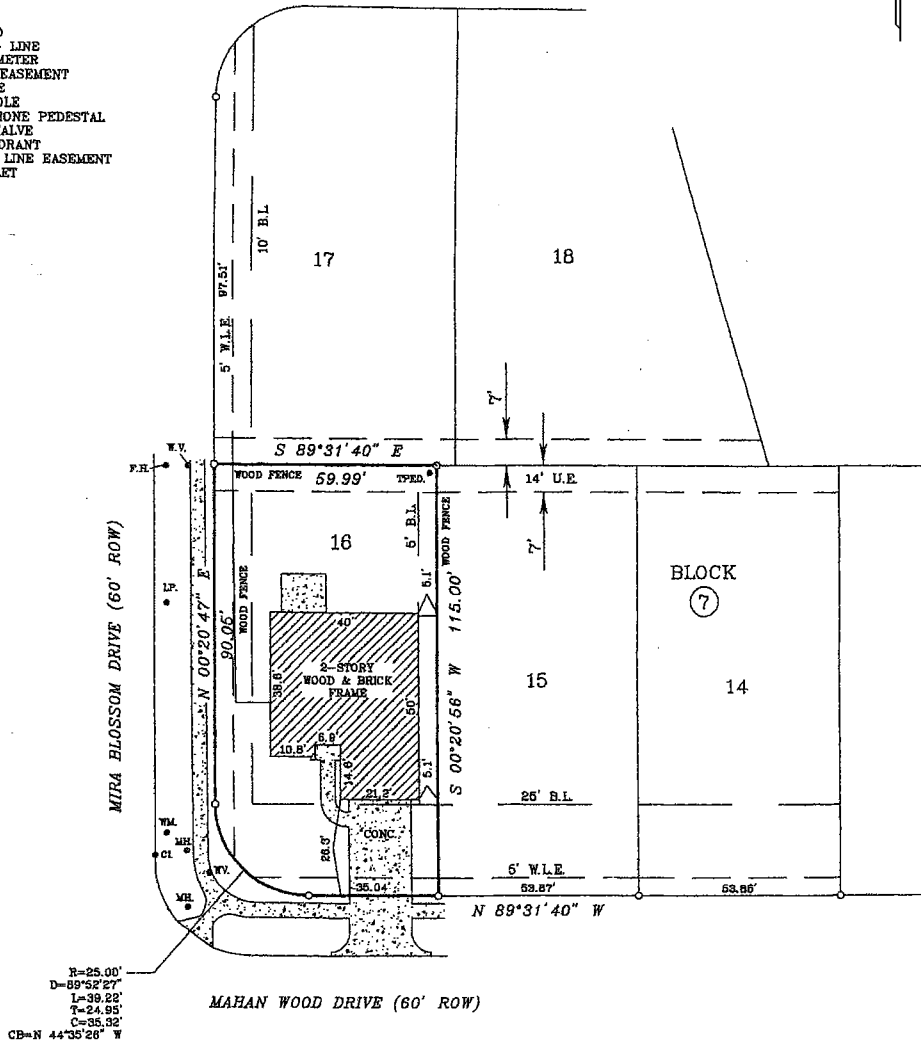 LINE
METER
EASEMENT
HONE PEDESTAL
ALVE
DRANT
LINE EASEMENT
ET
10' B.L.
17
18
97.51'
5' W.L.E.
7'
S 89°31'40" E
W.V.
F.H.
WOOD FENCE
59.99'
TPED.
14' U.E.
5' B.L.
WOOD FENCE
7'
16
BLOCK
7
MIRA BLOSSOM DRIVE (60' ROW)
LP.
N 00°20'47" E
90.05'
WOOD FENCE
5.1'
S 00°20'56" W 115.00'
40'
2-STORY
WOOD & BRICK
FRAME
38.6'
50'
15
14
6.9'
10.8'
14.6'
5.1'
21.2'
25' B.L.
CONC.
26.3'
WM.
MH.
CI.
WV.
MH.
5' W.L.E.
35.04'
53.87'
53.86'
N 89°31'40" W
R=25.00'
D=89°52'27"
L=39.22'
T=24.95'
C=35.32'
CB=N 44°35'26" W
MAHAN WOOD DRIVE (60' ROW)